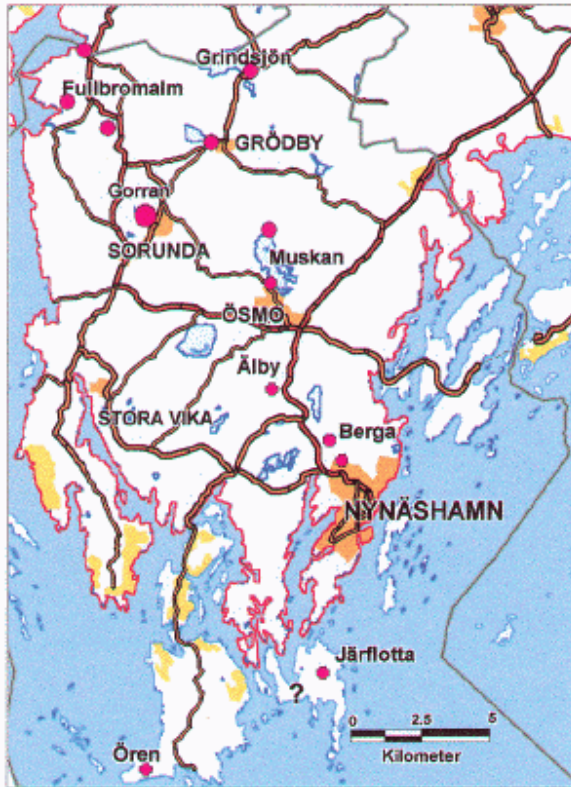 Grindsjön
Fullbromalm
GRÖDBY
Gorran
SORUNDA
Muskan
ÖSMO
Älby
STORA VIKA
Berga
NYNÄSHAMN
Järflotta
?
0 2.5 5
Kilometer
Ören